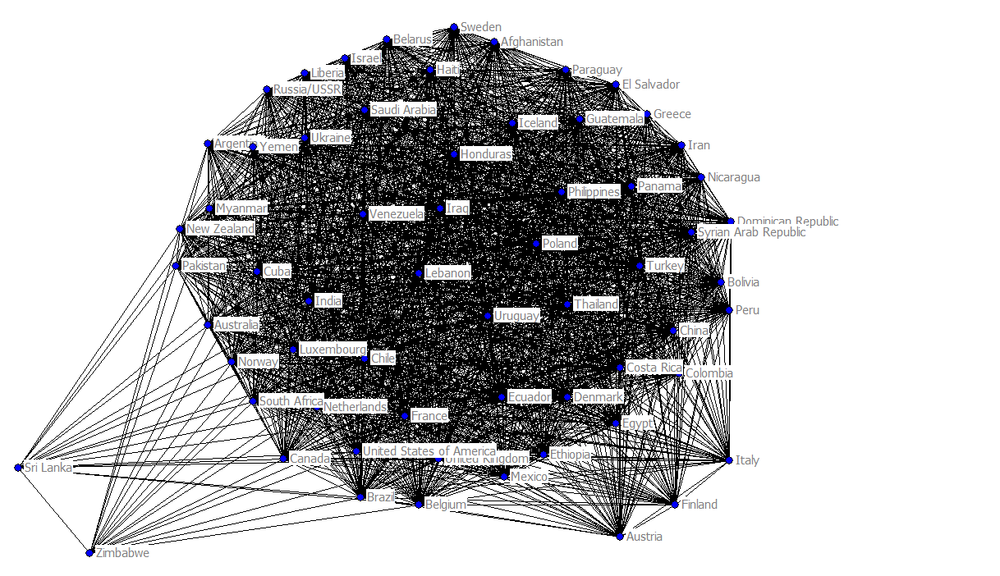 Sweden
Belarus
Afghanistan
Israel
Haiti
Paraguay
Liberia
El Salvador
Russia/USSR
Saudi Arabia
Greece
Guatemala
Iceland
Ukraine
Argentin
Yemen
Iran
Honduras
Nicaragua
Panama
Philippines
Myanmar
Iraq
Venezuela
Dominican Republic
New Zealand
Syrian Arab Republic
Poland
Pakistan
Turkey
Cuba
Lebanon
Bolivia
India
Thailand
Peru
Uruguay
Australia
China
Luxembourg
Chile
Norway
Costa Rica
Colombia
Ecuador
Denmark
South Africa
Netherlands
France
Egypt
United States of America
Ethiopia
Canada
United Kingdom
Italy
Sri Lanka
Mexico
Brazil
Belgium
Finland
Austria
Zimbabwe